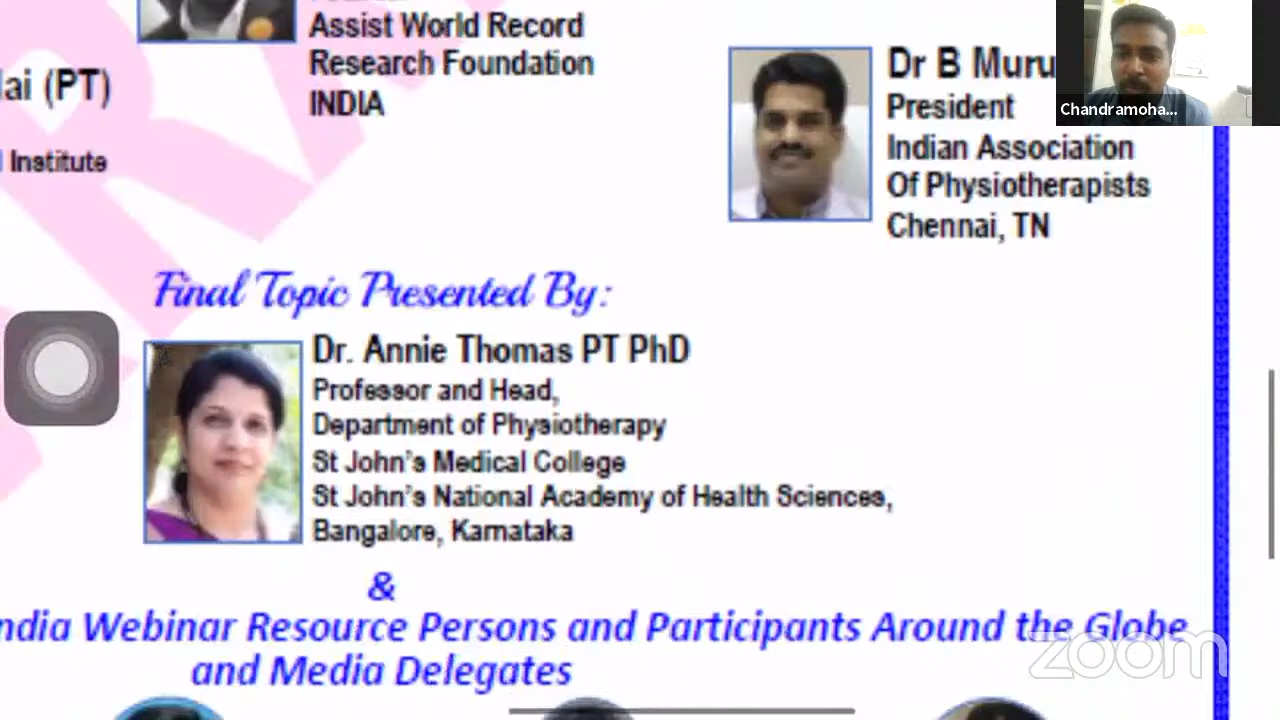 Assist World Record
Research Foundation
INDIA
lai (PT)
Institute
Dr B Muru
President
Indian Association
Of Physiotherapists
Chennai, TN
Chandramoha...
Final Topic Presented By:
Dr. Annie Thomas PT PhD
Professor and Head,
Department of Physiotherapy
St John's Medical College
St John's National Academy of Health Sciences,
Bangalore, Karnataka
&
ndia Webinar Resource Persons and Participants Around the Globe
and Media Delegates
zoom